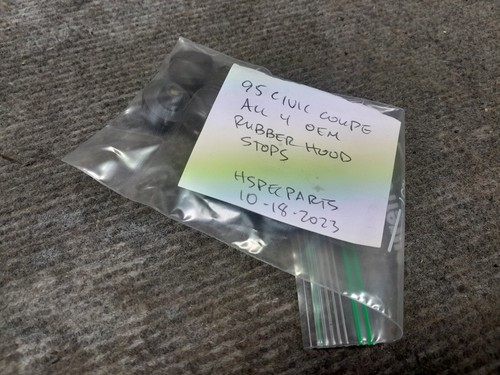 95 CIVIC COUPE
ALL 4 OEM
RUBBER HOOD
STOPS
HSPECPARTS
10-18-2023